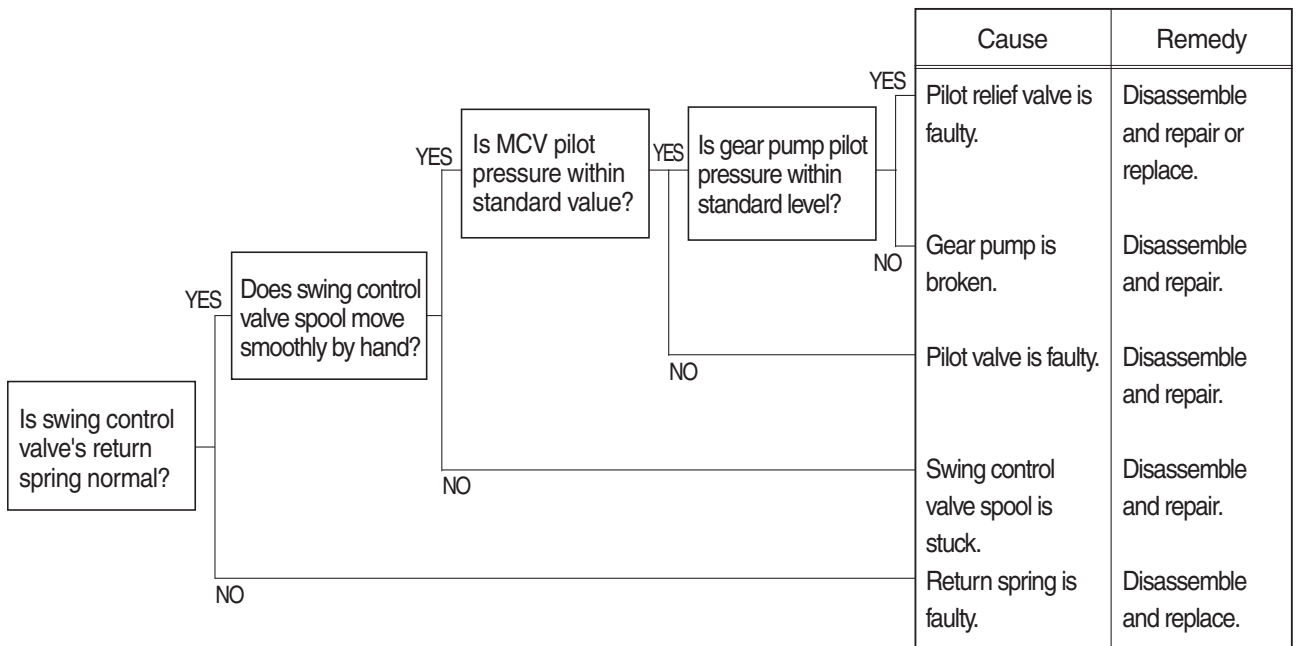 Cause
Remedy
YES
Pilot relief valve is
faulty.
Disassemble
and repair or
replace.
YES
Is MCV pilot
pressure within
standard value?
YES
Is gear pump pilot
pressure within
standard level?
NO
Gear pump is
broken.
Disassemble
and repair.
YES
Does swing control
valve spool move
smoothly by hand?
NO
Pilot valve is faulty.
Disassemble
and repair.
Is swing control
valve's return
spring normal?
NO
Swing control
valve spool is
stuck.
Disassemble
and repair.
NO
Return spring is
faulty.
Disassemble
and replace.